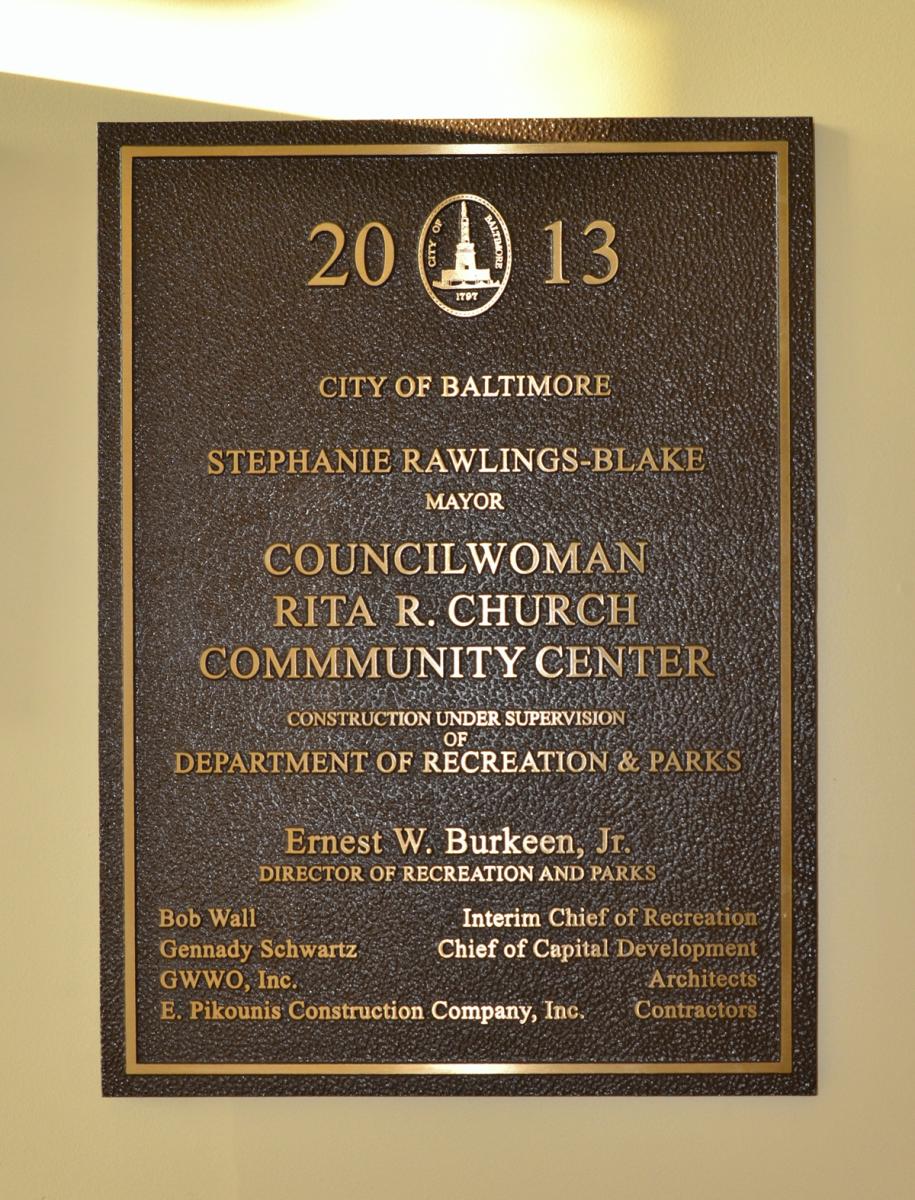 20 CITY OF BALTIMORE 1797 13
CITY OF BALTIMORE
STEPHANIE RAWLINGS-BLAKE
MAYOR
COUNCILWOMAN
RITA R. CHURCH
COMMMUNITY CENTER
CONSTRUCTION UNDER SUPERVISION
OF
DEPARTMENT OF RECREATION & PARKS
Ernest W. Burkeen, Jr.
DIRECTOR OF RECREATION AND PARKS
Bob Wall Interim Chief of Recreation
Gennady Schwartz Chief of Capital Development
GWWO, Inc. Architects
E. Pikounis Construction Company, Inc. Contractors